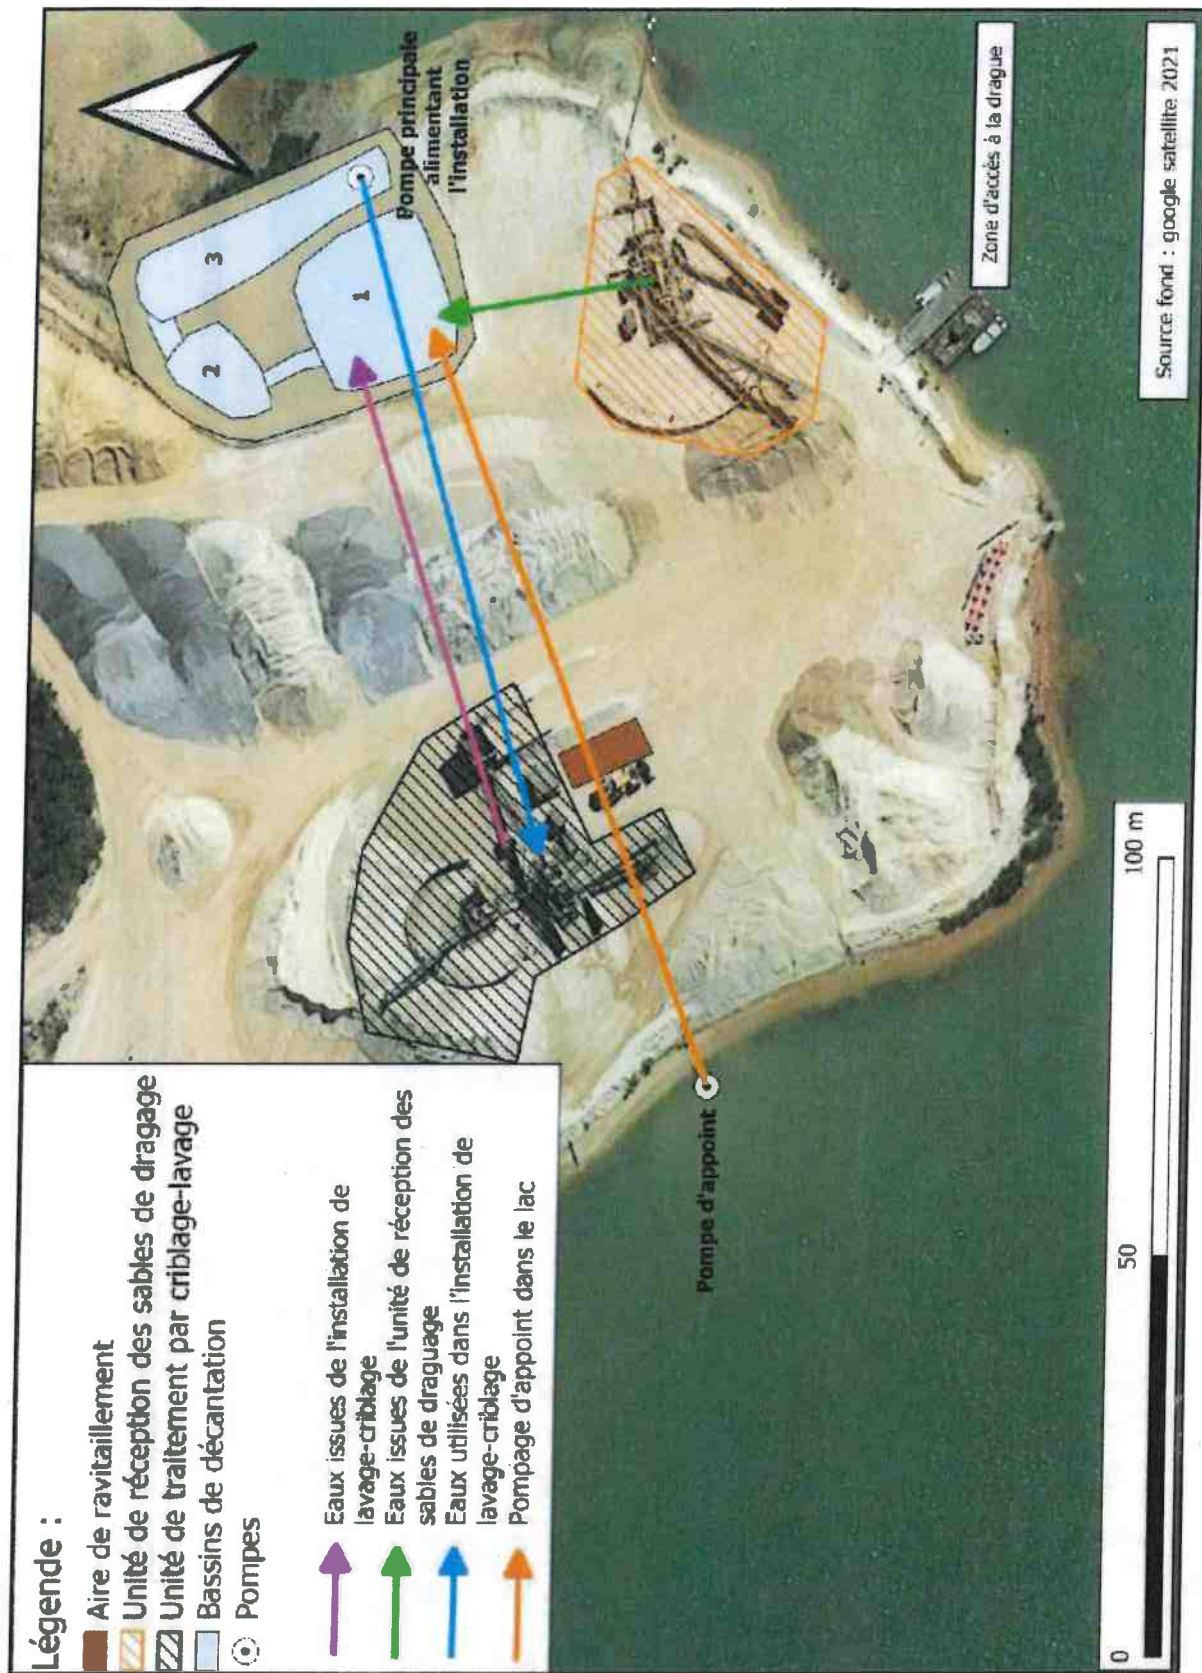 Légende :
Aire de ravitaillement
Unité de réception des sables de dragage
Unité de traitement par criblage-lavage
Bassins de décantation
Pompes
Eaux issues de l'installation de
lavage-criblage
Eaux issues de l'unité de réception des
sables de draguage
Eaux utilisées dans l'installation de
lavage-criblage
Pompage d'appoint dans le lac
Pompe d'appoint
2
3
1
Pompe principale
alimentant
l'installation
Zone d'accès à la drague
0
50
100 m
Source fond : google satellite 2021